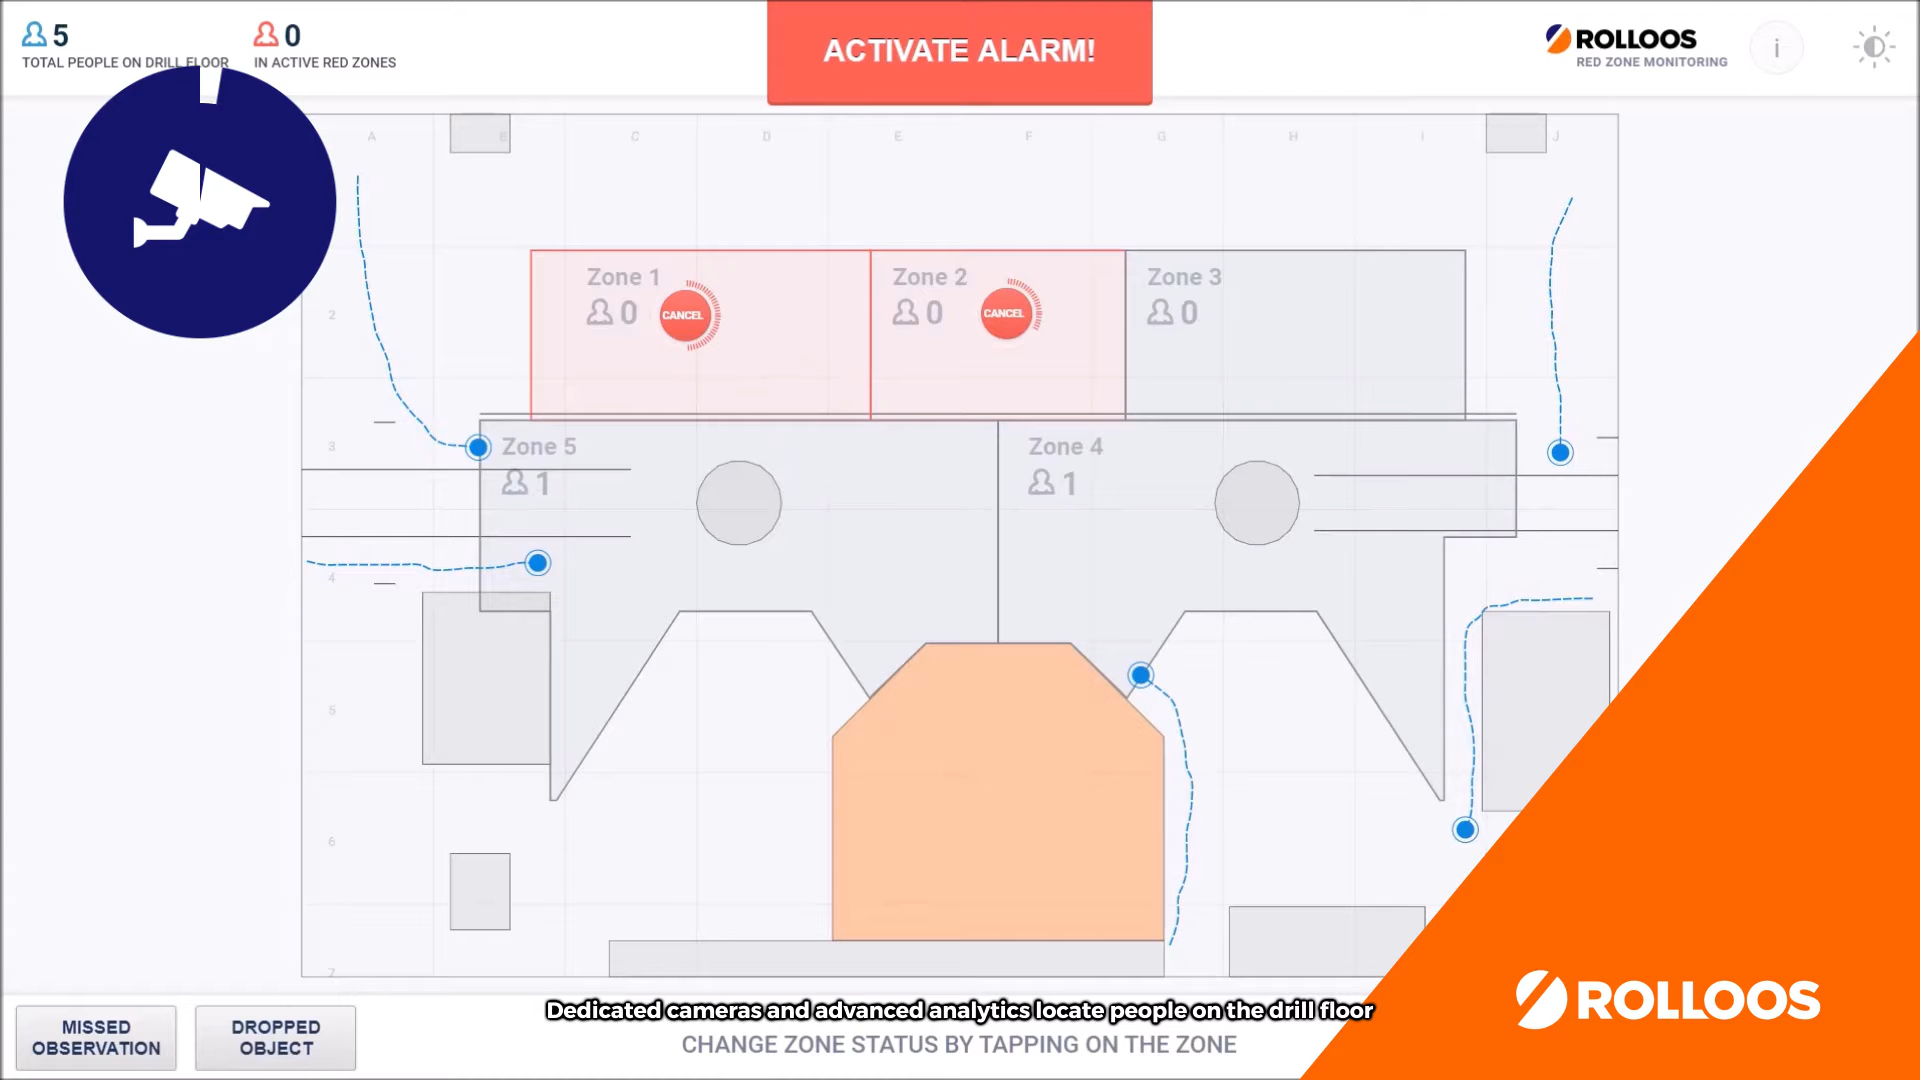 5
TOTAL PEOPLE ON DRILL FLOOR
0
IN ACTIVE RED ZONES
ACTIVATE ALARM!
ROLLOOS
RED ZONE MONITORING
i
A B C D E F G H I J
2
3
4
5
6
7
Zone 1
0
CANCEL
Zone 2
0
CANCEL
Zone 3
0
Zone 5
1
Zone 4
1
MISSED
OBSERVATION
DROPPED
OBJECT
Dedicated cameras and advanced analytics locate people on the drill floor
CHANGE ZONE STATUS BY TAPPING ON THE ZONE
ROLLOOS